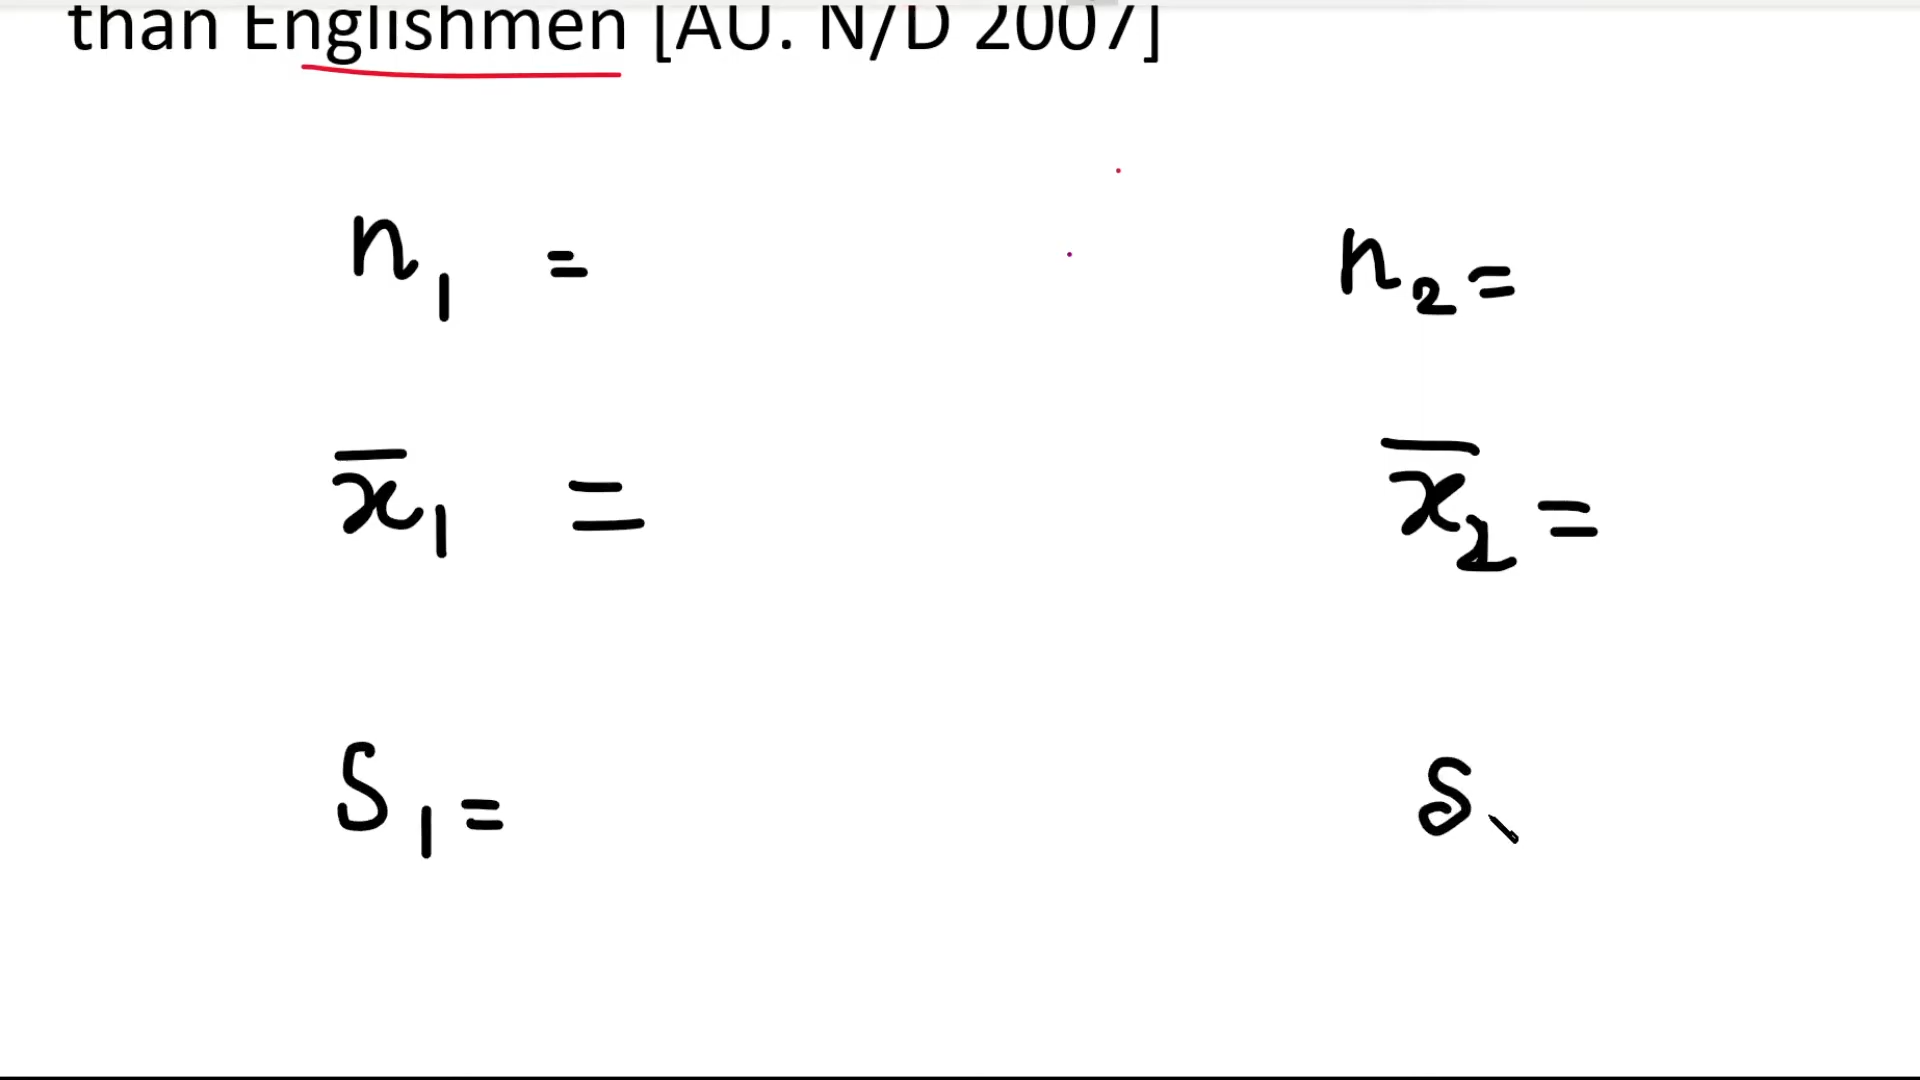 than Englishmen [AU. N/D 2007]
n₁ =
n₂ =
x̄₁ =
x̄₂ =
S₁ =
S